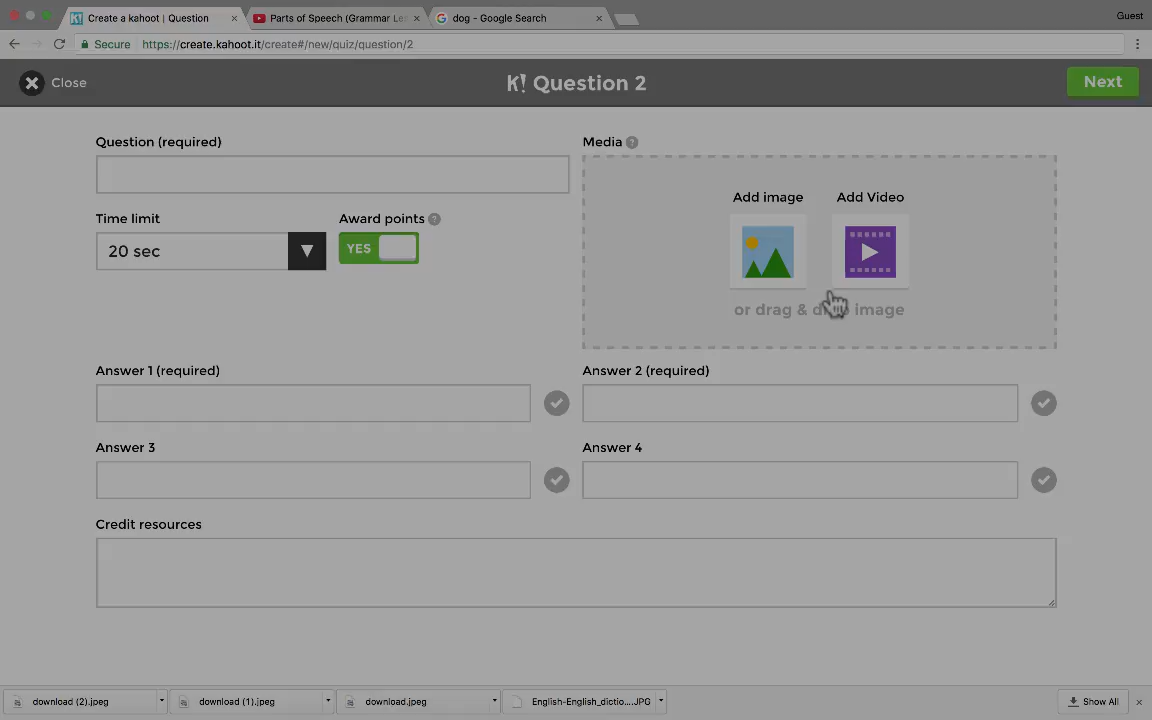 Create a kahoot | Question
Parts of Speech (Grammar Le
dog - Google Search
Guest
Secure
https://create.kahoot.it/create#/new/quiz/question/2
Close
K! Question 2
Next
Question (required)
Media ?
Add image
Add Video
Time limit
Award points ?
20 sec
YES
or drag & drop image
Answer 1 (required)
Answer 2 (required)
Answer 3
Answer 4
Credit resources
download (2).jpeg
download (1).jpeg
download.jpeg
English-English_dictio....JPG
Show All